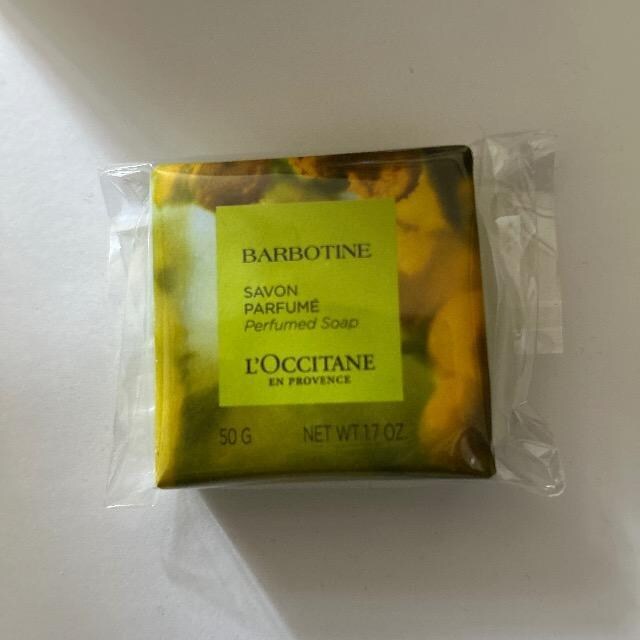 BARBOTINE
SAVON
PARFUMÉ
Perfumed Soap
L'OCCITANE
EN PROVENCE
50 G NET WT 1.7 OZ.